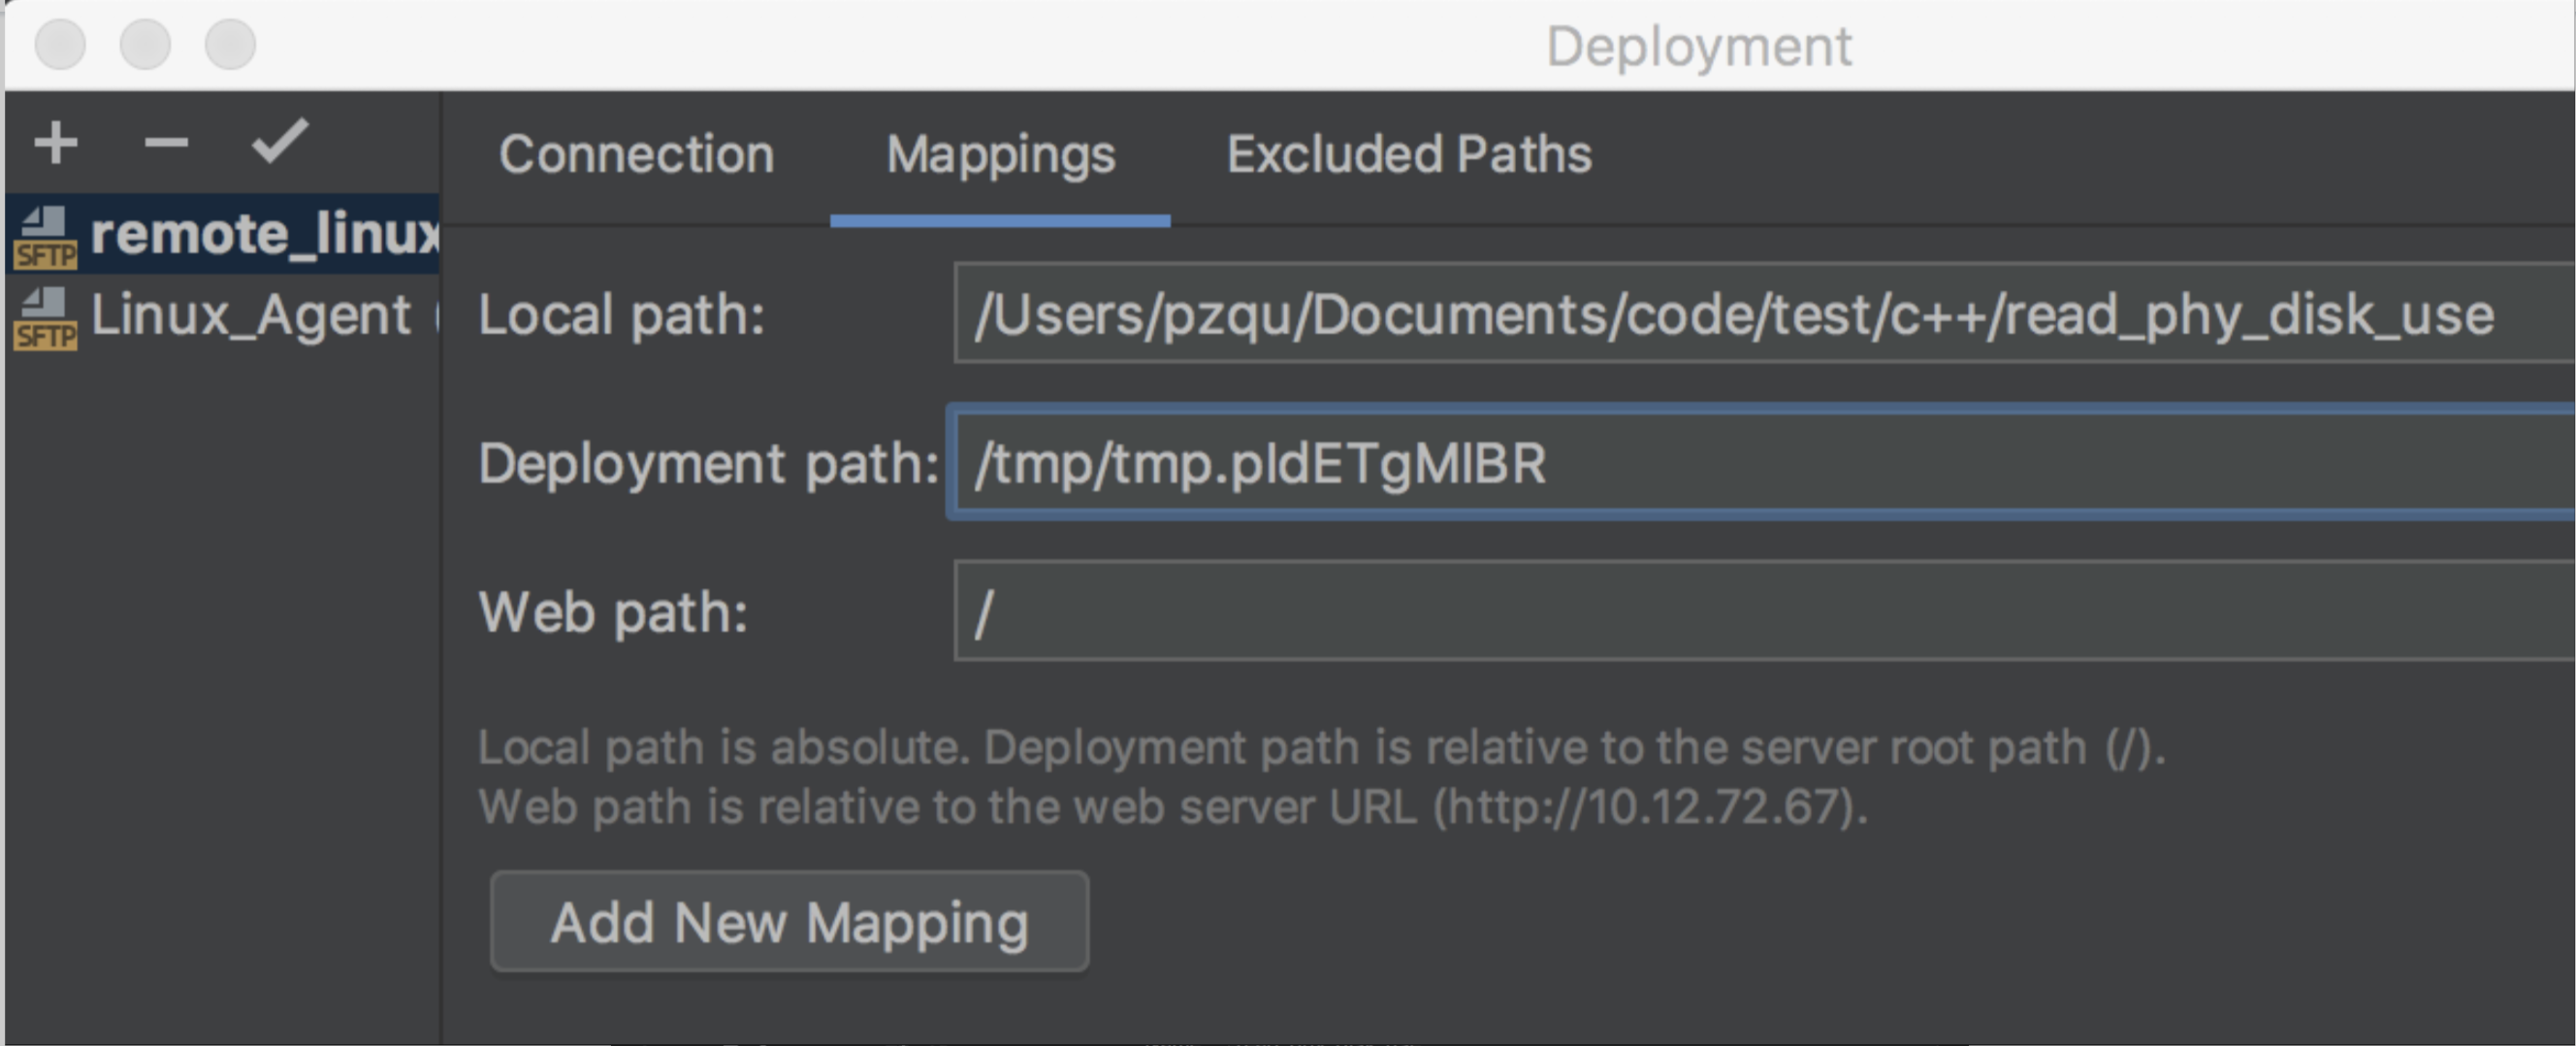 Deployment
Connection Mappings Excluded Paths
SFTP remote_linux
SFTP Linux_Agent
Local path: /Users/pzqu/Documents/code/test/c++/read_phy_disk_use
Deployment path: /tmp/tmp.pldETgMIBR
Web path: /
Local path is absolute. Deployment path is relative to the server root path (/).
Web path is relative to the web server URL (http://10.12.72.67).
Add New Mapping